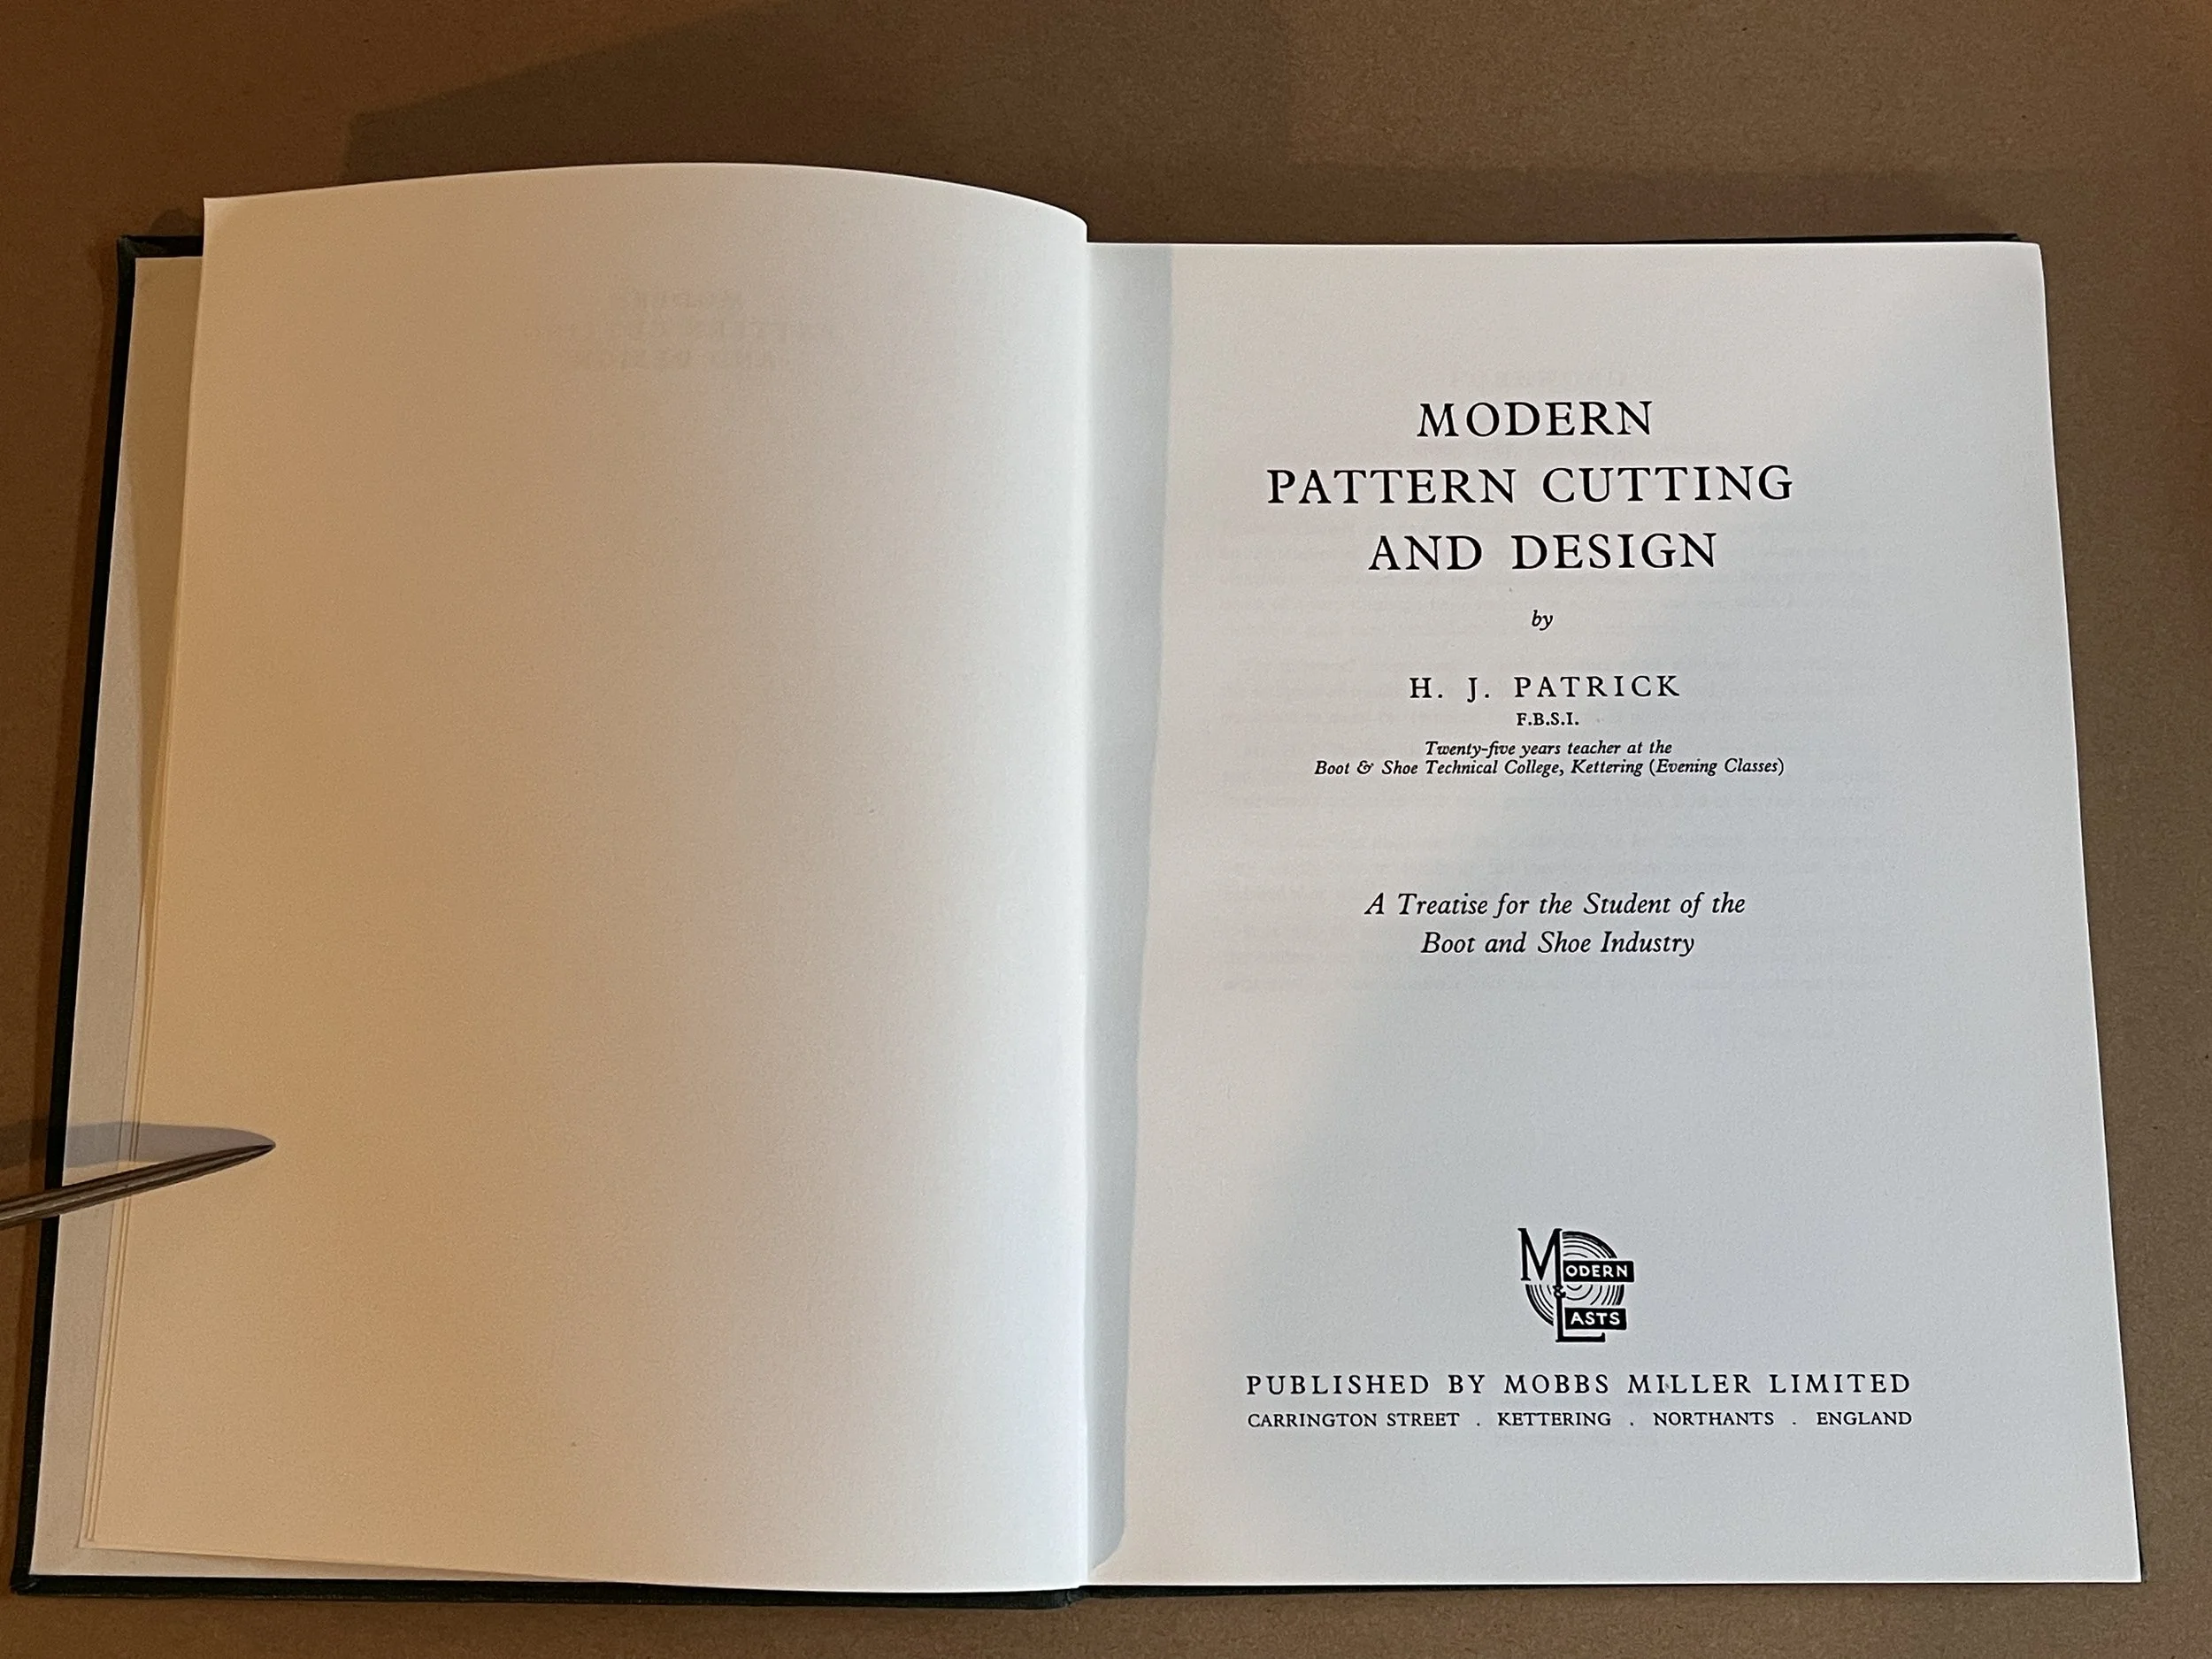 MODERN
PATTERN CUTTING
AND DESIGN
by
H. J. PATRICK
F.B.S.I.
Twenty-five years teacher at the
Boot & Shoe Technical College, Kettering (Evening Classes)
A Treatise for the Student of the
Boot and Shoe Industry
MODERN
&
LASTS
PUBLISHED BY MOBBS MILLER LIMITED
CARRINGTON STREET . KETTERING . NORTHANTS . ENGLAND